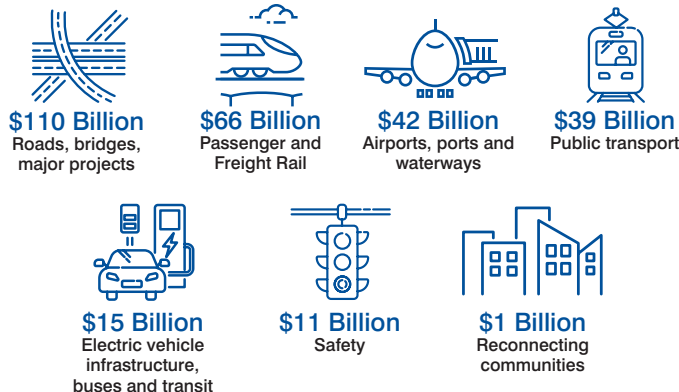 $110 Billion
Roads, bridges,
major projects
$66 Billion
Passenger and
Freight Rail
$42 Billion
Airports, ports and
waterways
$39 Billion
Public transport
$15 Billion
Electric vehicle
infrastructure,
buses and transit
$11 Billion
Safety
$1 Billion
Reconnecting
communities